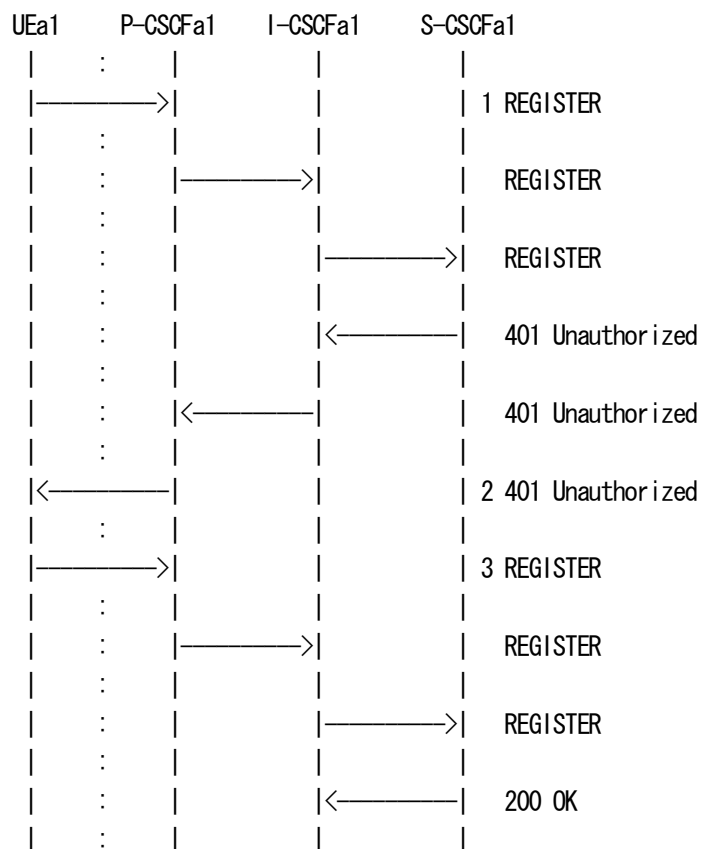 UEa1 P-CSCFa1 I-CSCFa1 S-CSCFa1
| : | | |
|---------->| | | 1 REGISTER
| : | | |
| : |---------->| | REGISTER
| : | | |
| : | |---------->| REGISTER
| : | | |
| : | |<----------| 401 Unauthorized
| : | | |
| : |<----------| | 401 Unauthorized
| : | | |
|<----------| | | 2 401 Unauthorized
| : | | |
|---------->| | | 3 REGISTER
| : | | |
| : |---------->| | REGISTER
| : | | |
| : | |---------->| REGISTER
| : | | |
| : | |<----------| 200 OK
| : | | |